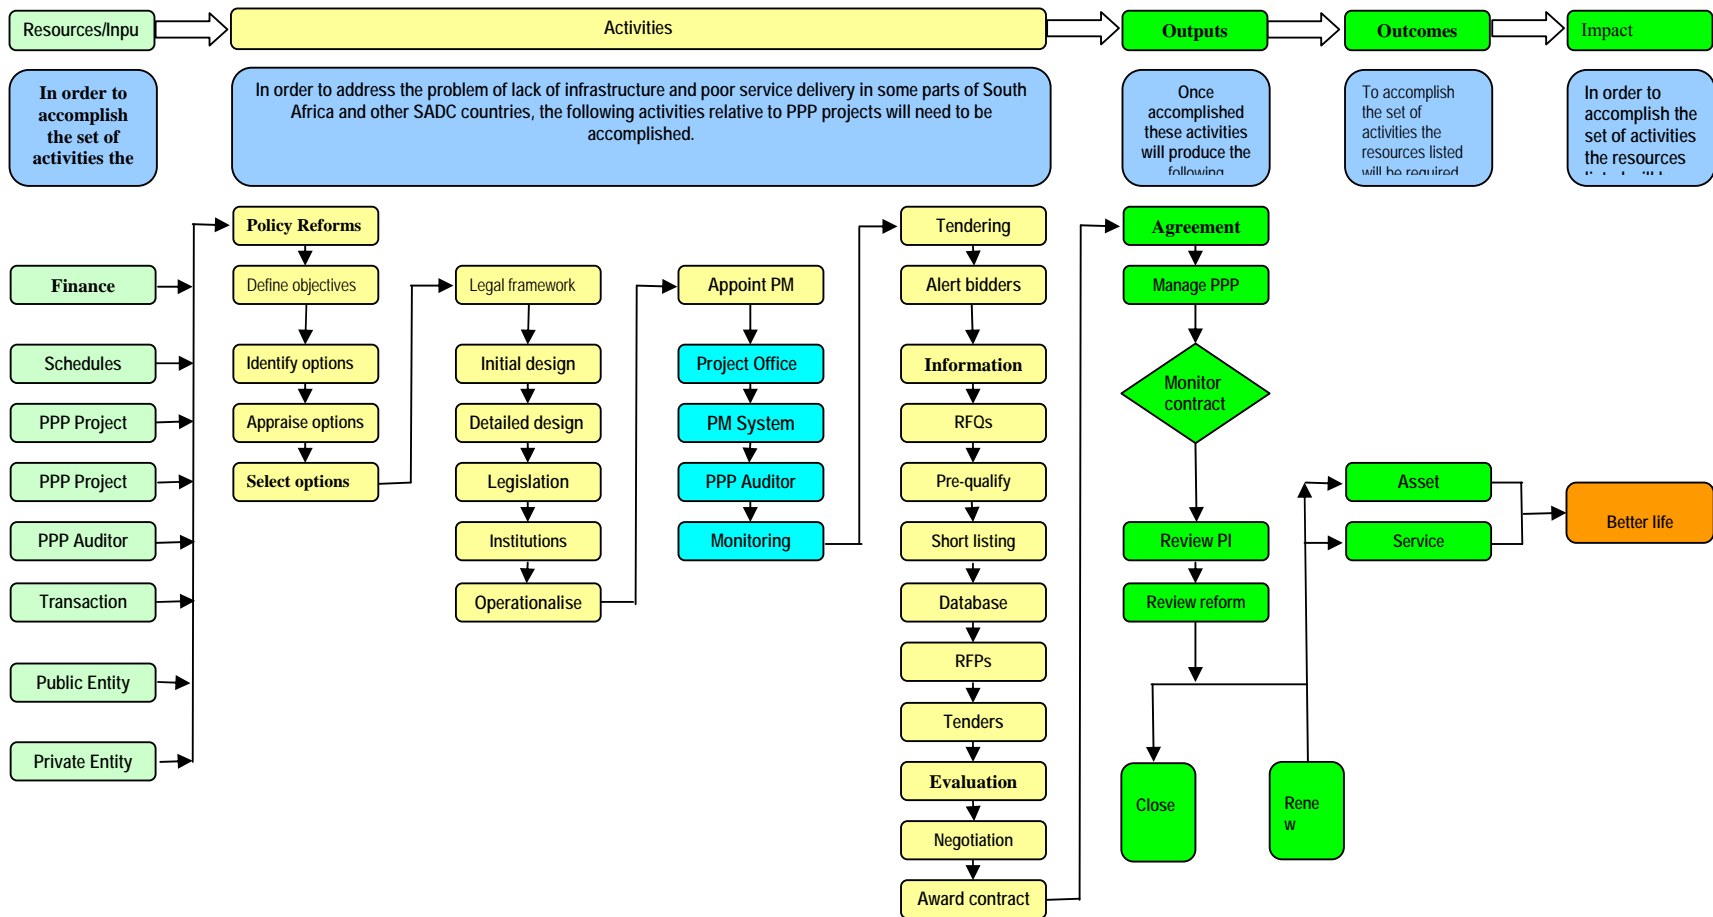 Resources/Inpu
Activities
Outputs
Outcomes
Impact
In order to
accomplish
the set of
activities the
In order to address the problem of lack of infrastructure and poor service delivery in some parts of South
Africa and other SADC countries, the following activities relative to PPP projects will need to be
accomplished.
Once
accomplished
these activities
will produce the
following
To accomplish
the set of
activities the
resources listed
will be required
In order to
accomplish the
set of activities
the resources
listed will be
Finance
Schedules
PPP Project
PPP Project
PPP Auditor
Transaction
Public Entity
Private Entity
Policy Reforms
Define objectives
Identify options
Appraise options
Select options
Legal framework
Initial design
Detailed design
Legislation
Institutions
Operationalise
Appoint PM
Project Office
PM System
PPP Auditor
Monitoring
Tendering
Alert bidders
Information
RFQs
Pre-qualify
Short listing
Database
RFPs
Tenders
Evaluation
Negotiation
Award contract
Agreement
Manage PPP
Monitor
contract
Review PI
Review reform
Close
Rene
w
Asset
Service
Better life